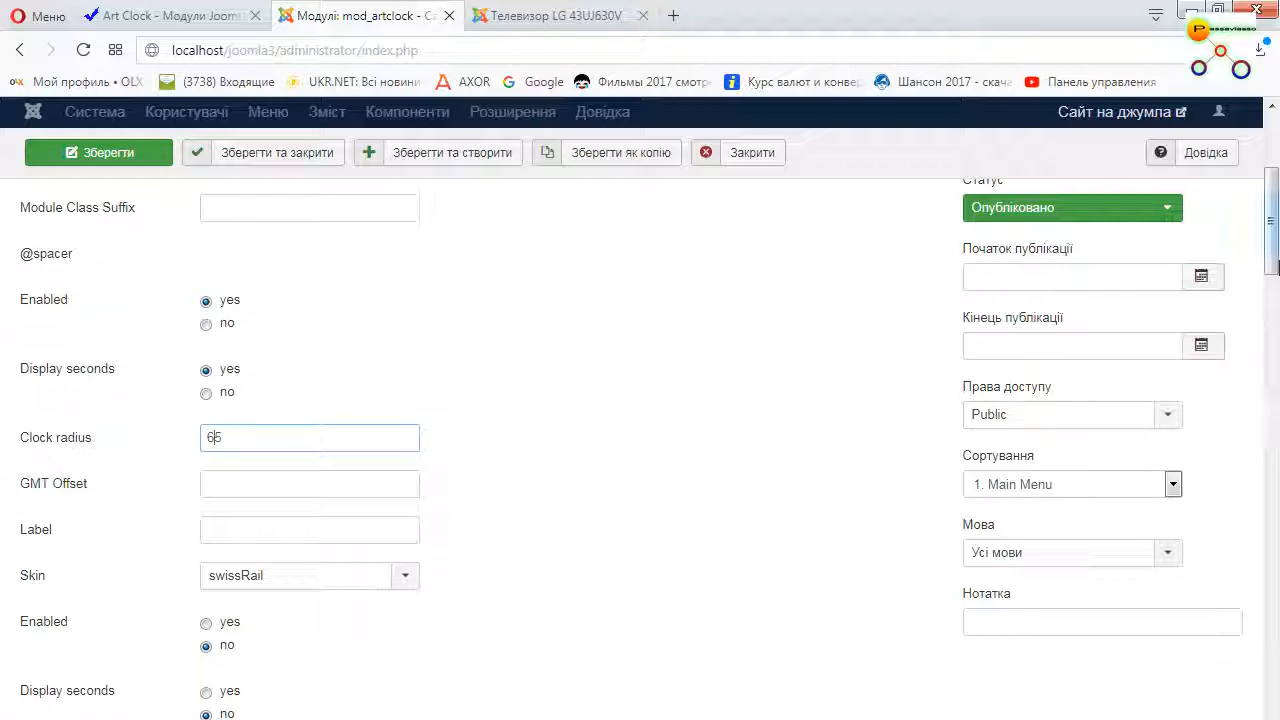 Меню
Art Clock - Модули Joom
Модулі: mod_artclock - Са
Телевизор LG 43UJ630V
localhost/joomla3/administrator/index.php
Мой профиль • OLX
(3738) Входящие
UKR.NET: Всі новини
AXOR
Google
Фильмы 2017 смотр
Курс валют и конвер
Шансон 2017 - скача
Панель управления
Система
Користувачі
Меню
Зміст
Компоненти
Розширення
Довідка
Сайт на джумла
Зберегти
Зберегти та закрити
Зберегти та створити
Зберегти як копію
Закрити
Довідка
Module Class Suffix
@spacer
Enabled
yes
no
Display seconds
yes
no
Clock radius
65
GMT Offset
Label
Skin
swissRail
Enabled
yes
no
Display seconds
yes
no
Статус
Опубліковано
Початок публікації
Кінець публікації
Права доступу
Public
Сортування
1. Main Menu
Мова
Усі мови
Нотатка